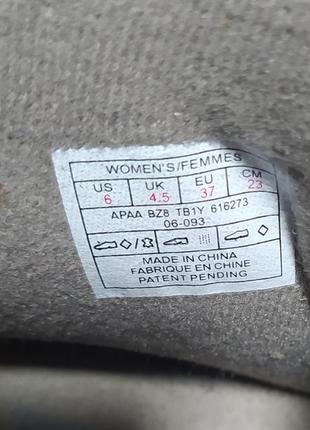 WOMEN'S/FEMMES
US UK EU CM
6 4.5 37 23
APAA BZ8 TB1Y 616273
06-093
MADE IN CHINA
FABRIQUE EN CHINE
PATENT PENDING